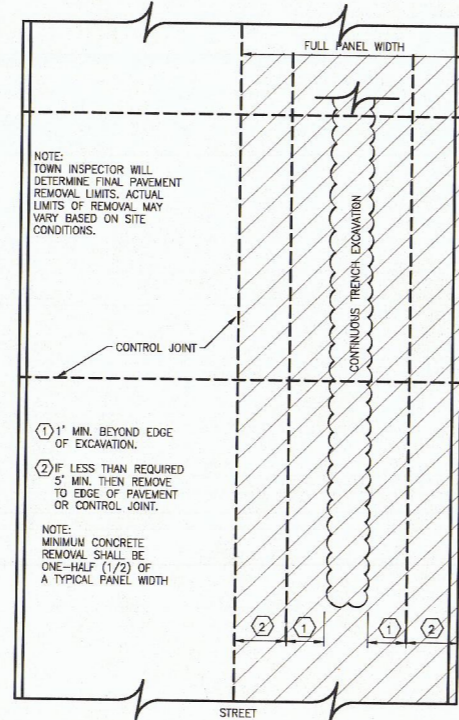 FULL PANEL WIDTH
NOTE:
TOWN INSPECTOR WILL
DETERMINE FINAL PAVEMENT
REMOVAL LIMITS. ACTUAL
LIMITS OF REMOVAL MAY
VARY BASED ON SITE
CONDITIONS.
CONTINUOUS TRENCH EXCAVATION
CONTROL JOINT
1 1' MIN. BEYOND EDGE
OF EXCAVATION.
2 IF LESS THAN REQUIRED
5' MIN. THEN REMOVE
TO EDGE OF PAVEMENT
OR CONTROL JOINT.
NOTE:
MINIMUM CONCRETE
REMOVAL SHALL BE
ONE-HALF (1/2) OF
A TYPICAL PANEL WIDTH
2 1 1 2
STREET